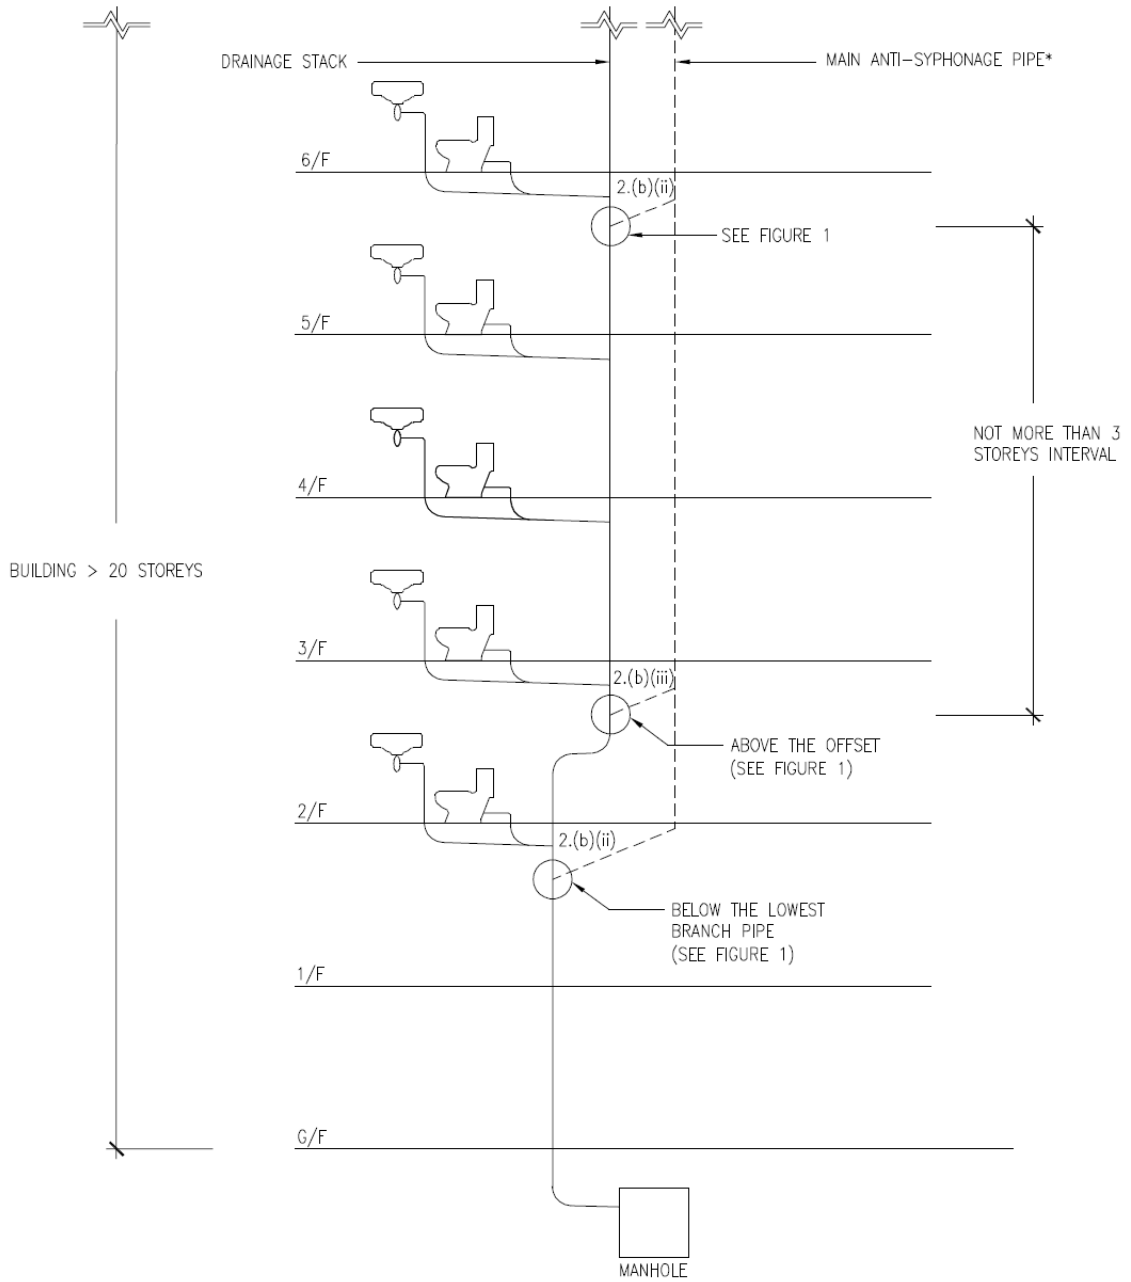 DRAINAGE STACK
MAIN ANTI-SYPHONAGE PIPE*
6/F
2.(b)(ii)
SEE FIGURE 1
5/F
NOT MORE THAN 3
STOREYS INTERVAL
4/F
BUILDING > 20 STOREYS
3/F
2.(b)(iii)
ABOVE THE OFFSET
(SEE FIGURE 1)
2/F
2.(b)(ii)
BELOW THE LOWEST
BRANCH PIPE
(SEE FIGURE 1)
1/F
G/F
MANHOLE